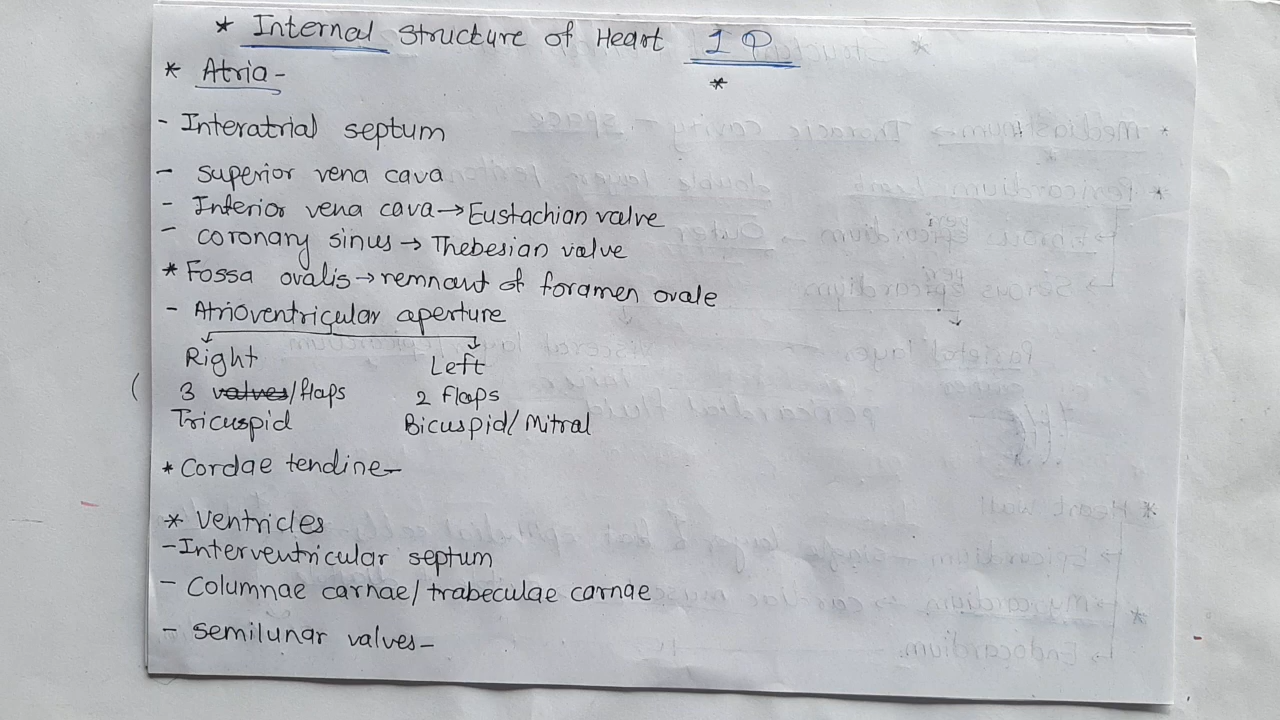 * Internal structure of Heart 1 Q
*
* Atria -
- Interatrial septum
- superior vena cava
- Inferior vena cava → Eustachian valve
- coronary sinus → Thebesian valve
* Fossa ovalis → remnant of foramen ovale
- Atrioventricular aperture
Right Left
3 valves/flaps 2 flaps
Tricuspid Bicuspid/Mitral
* Cordae tendine -
* Ventricles
- Interventricular septum
- Columnae carnae/trabeculae carnae
- semilunar valves -